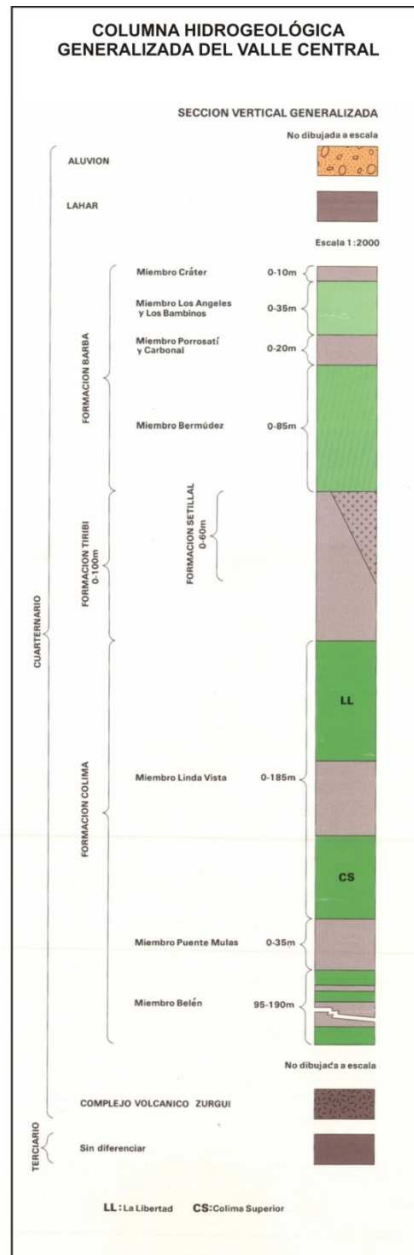 COLUMNA HIDROGEOLÓGICA
GENERALIZADA DEL VALLE CENTRAL
SECCION VERTICAL GENERALIZADA
No dibujada a escala
ALUVION
LAHAR
Escala 1:2000
Miembro Cráter 0-10m
Miembro Los Angeles
y Los Bambinos 0-35m
Miembro Porrosatí
y Carbonal 0-20m
FORMACION BARBA
Miembro Bermúdez 0-85m
FORMACION TIRIBI
0-100m
FORMACION SETILLAL
0-60m
CUARTERNARIO
LL
FORMACION COLIMA
Miembro Linda Vista 0-185m
CS
Miembro Puente Mulas 0-35m
Miembro Belén 95-190m
No dibujada a escala
COMPLEJO VOLCANICO ZURGUI
TERCIARIO
Sin diferenciar
LL: La Libertad CS:Colima Superior